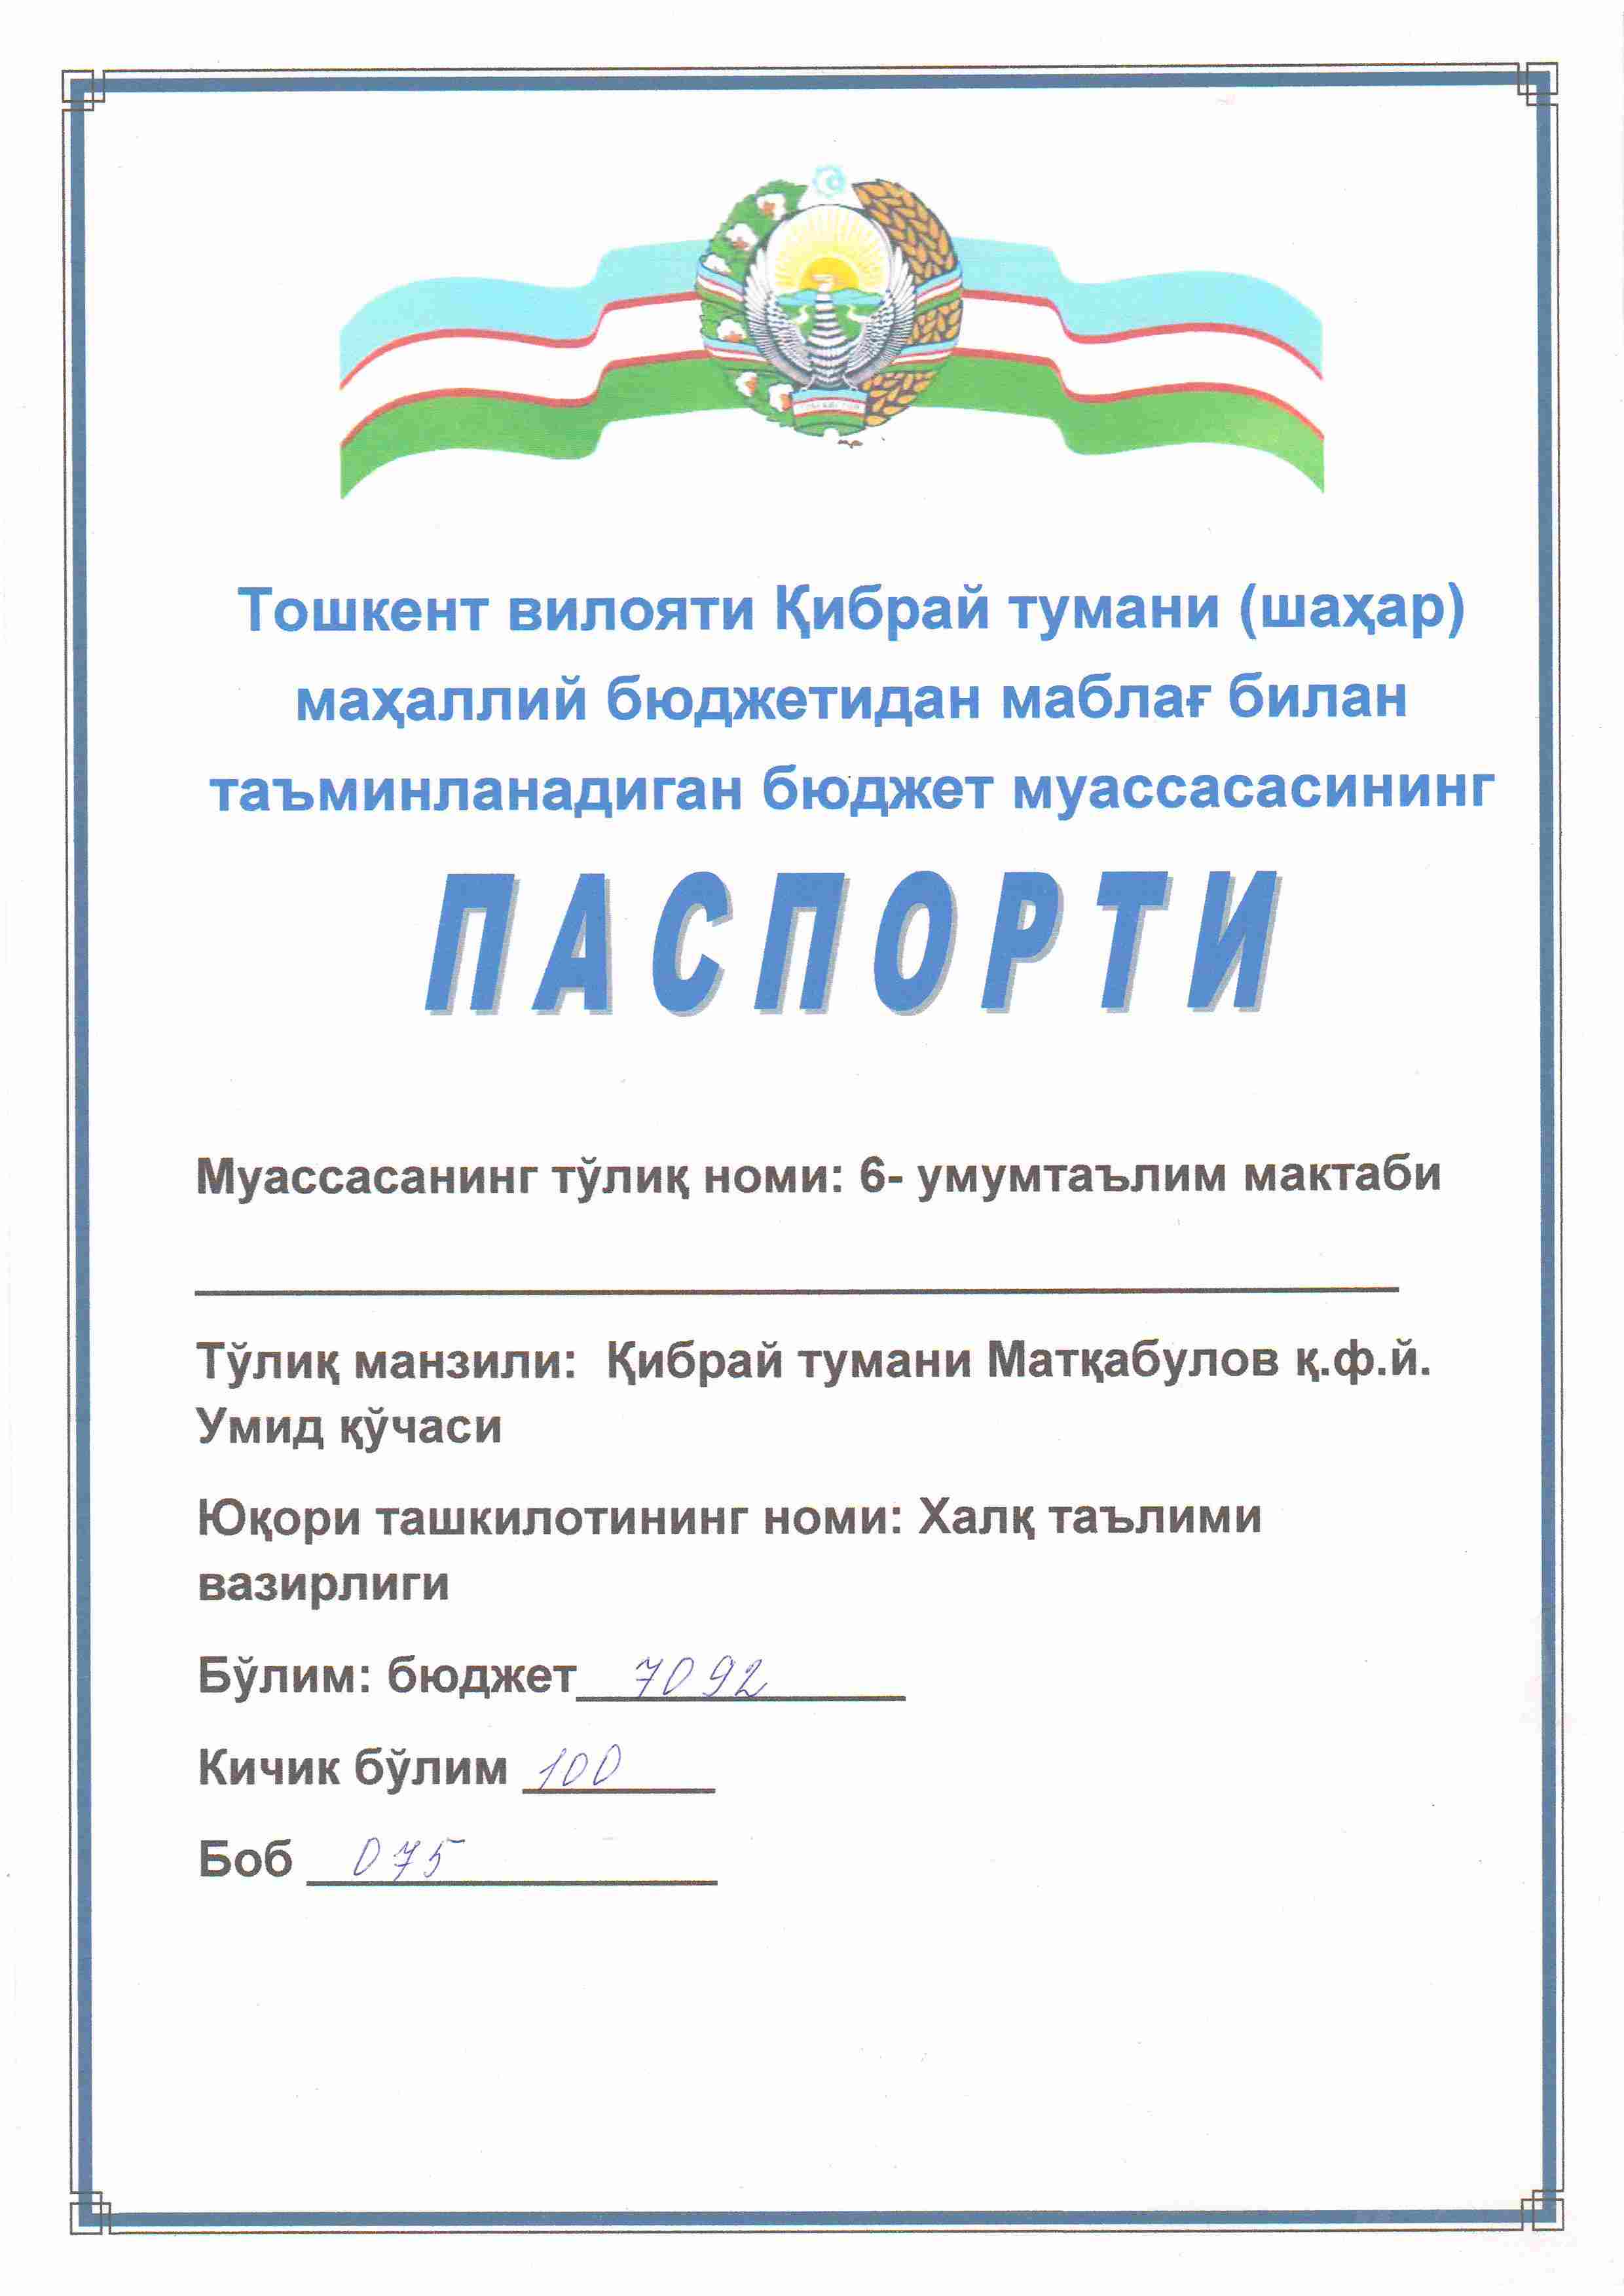 Тошкент вилояти Қибрай тумани (шаҳар)
маҳаллий бюджетидан маблағ билан
таъминланадиган бюджет муассасасининг
ПАСПОРТИ
Муассасанинг тўлиқ номи: 6- умумтаълим мактаби
Тўлиқ манзили: Қибрай тумани Матқабулов қ.ф.й.
Умид қўчаси
Юқори ташкилотининг номи: Халқ таълими
вазирлиги
Бўлим: бюджет 7092
Кичик бўлим 100
Боб 075